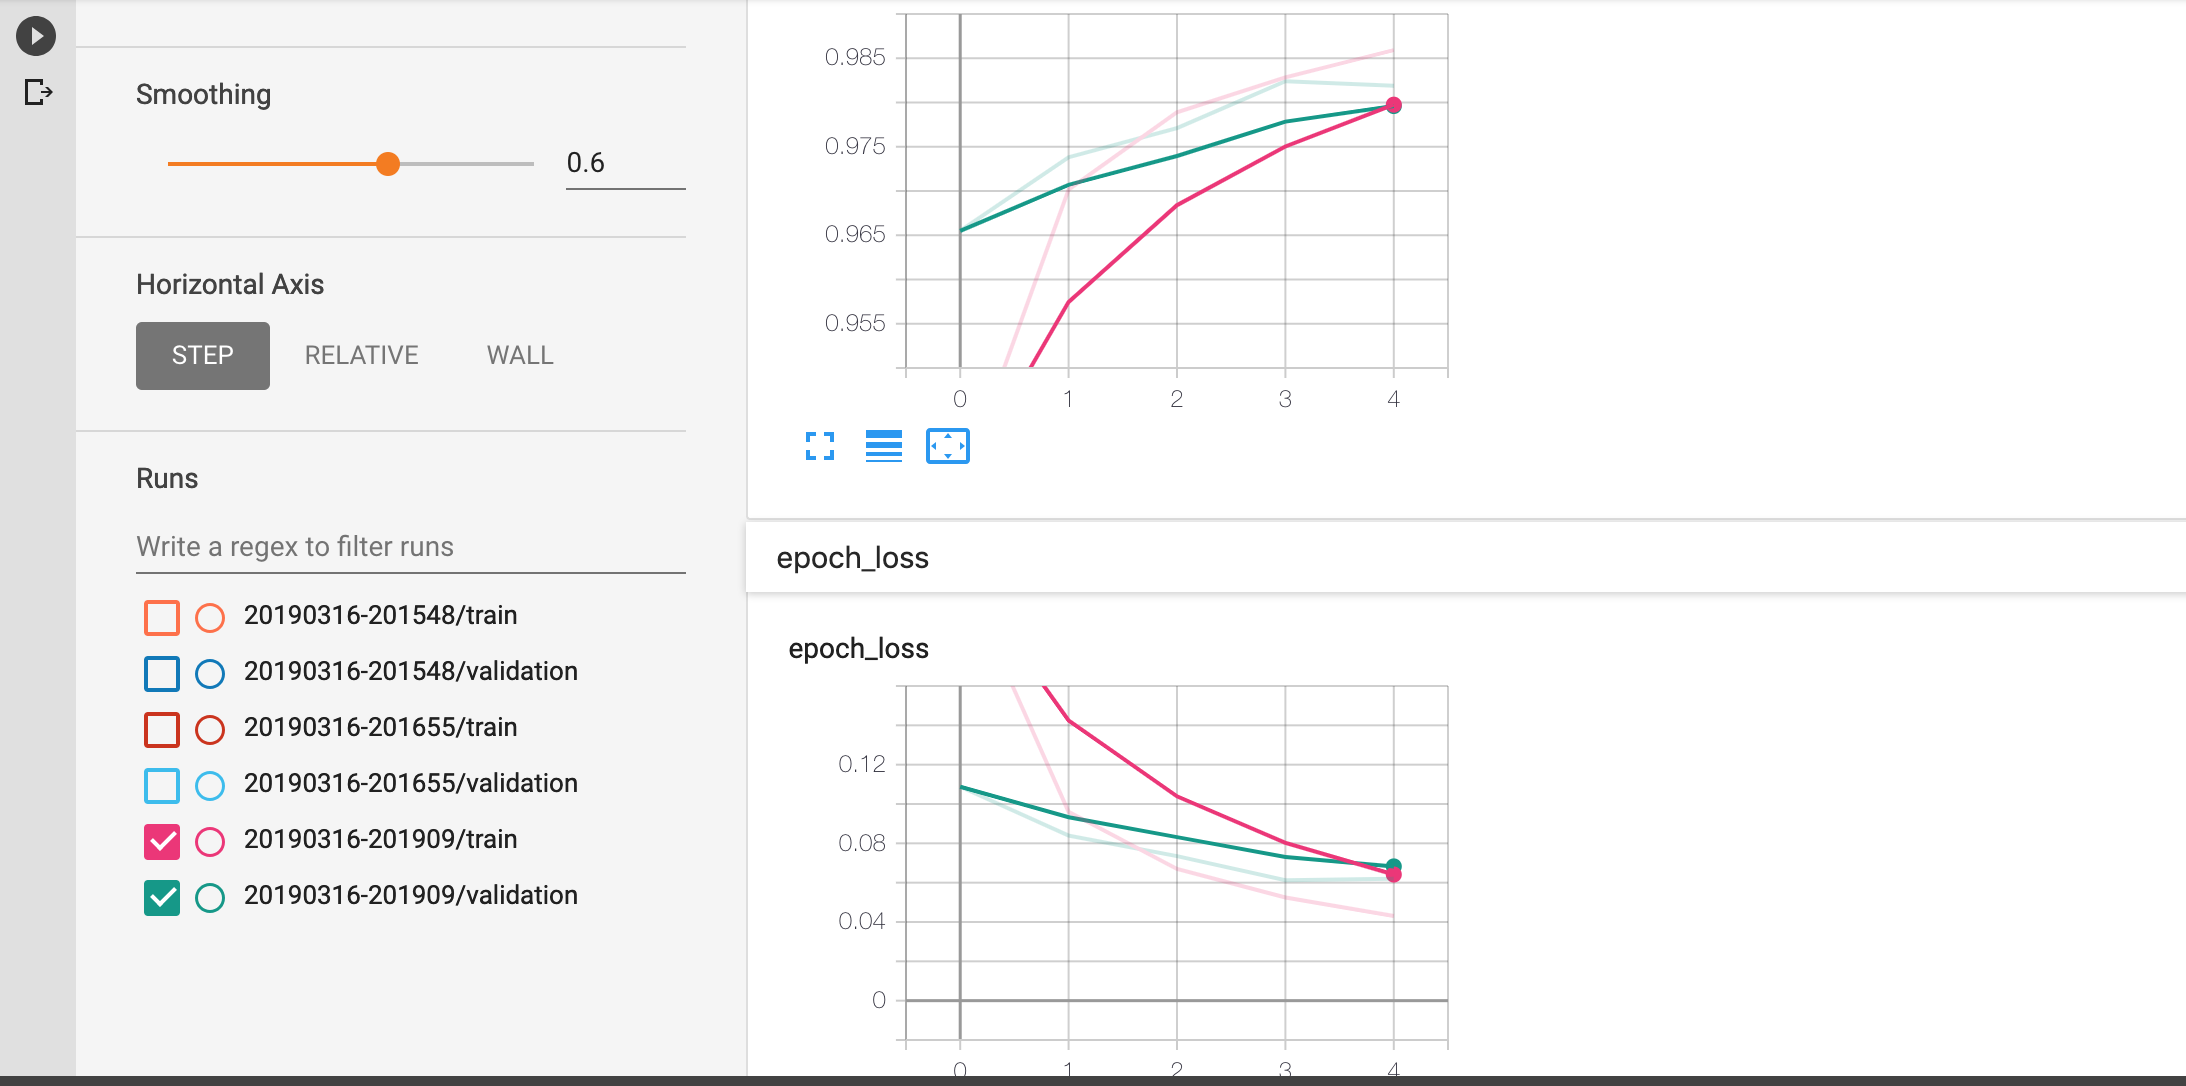 Smoothing
0.6
Horizontal Axis
STEP RELATIVE WALL
Runs
Write a regex to filter runs
20190316-201548/train
20190316-201548/validation
20190316-201655/train
20190316-201655/validation
20190316-201909/train
20190316-201909/validation
0.985
0.975
0.965
0.955
0 1 2 3 4
epoch_loss
epoch_loss
0.12
0.08
0.04
0
0 1 2 3 4